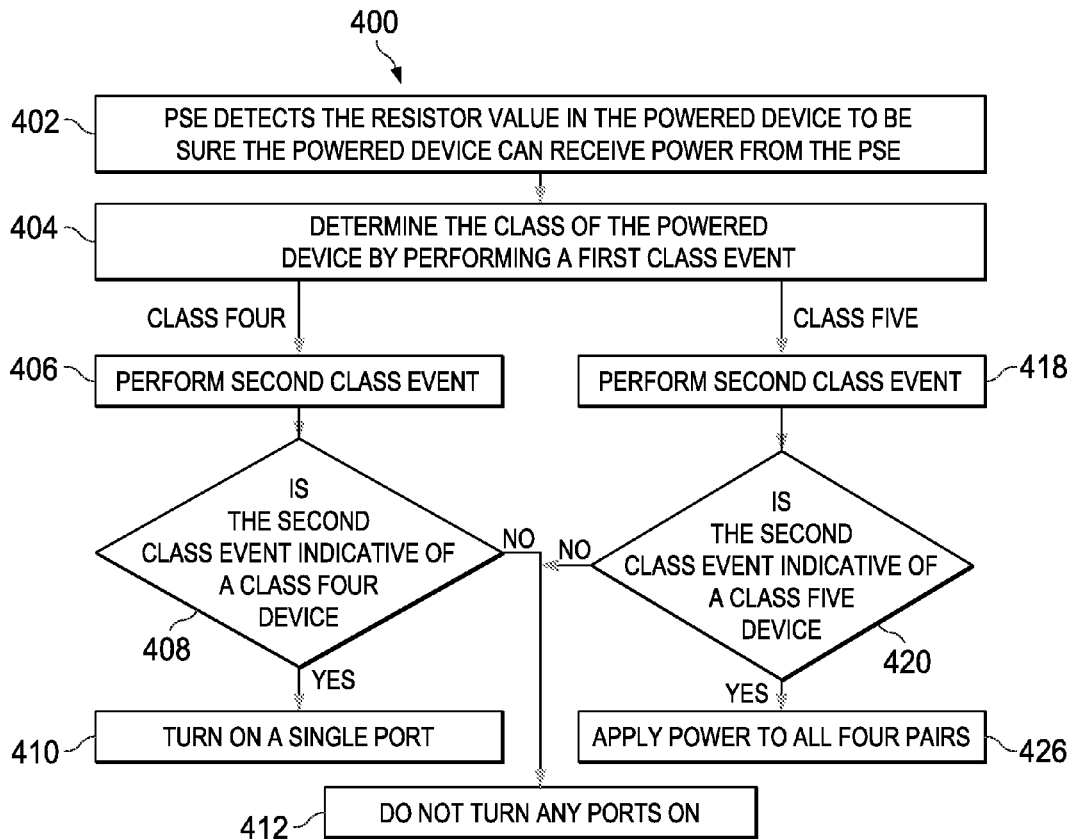 400
402
PSE DETECTS THE RESISTOR VALUE IN THE POWERED DEVICE TO BE
SURE THE POWERED DEVICE CAN RECEIVE POWER FROM THE PSE
404
DETERMINE THE CLASS OF THE POWERED
DEVICE BY PERFORMING A FIRST CLASS EVENT
CLASS FOUR
CLASS FIVE
406
PERFORM SECOND CLASS EVENT
PERFORM SECOND CLASS EVENT
418
IS
THE SECOND
CLASS EVENT INDICATIVE OF
A CLASS FOUR
DEVICE
408
NO
NO
IS
THE SECOND
CLASS EVENT INDICATIVE OF
A CLASS FIVE
DEVICE
420
YES
YES
410
TURN ON A SINGLE PORT
APPLY POWER TO ALL FOUR PAIRS
426
412
DO NOT TURN ANY PORTS ON